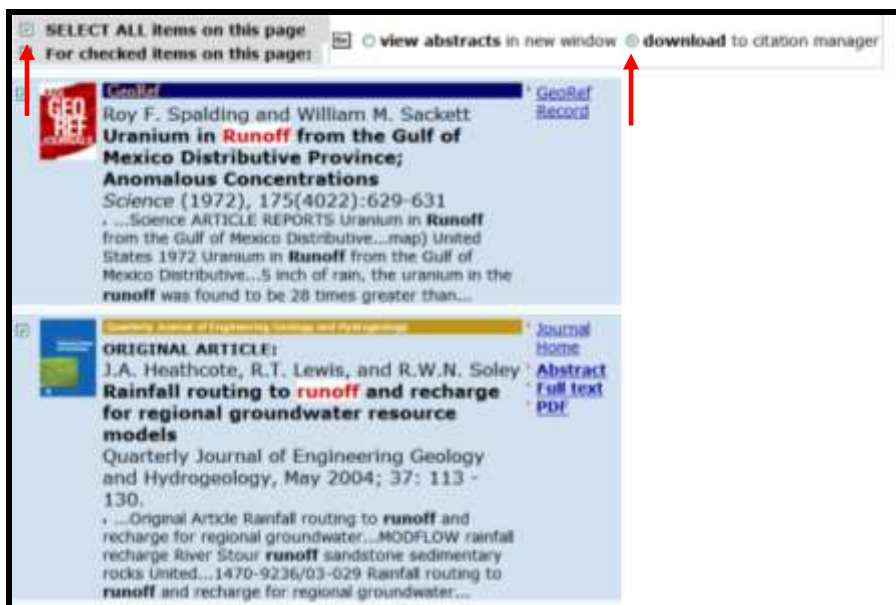 SELECT ALL items on this page
For checked items on this page:
Go view abstracts in new window download to citation manager
GEO
REF
JOURNALS
GeoRef
Roy F. Spalding and William M. Sackett
Uranium in Runoff from the Gulf of
Mexico Distributive Province;
Anomalous Concentrations
Science (1972), 175(4022):629-631
. ...Science ARTICLE REPORTS Uranium in Runoff
from the Gulf of Mexico Distributive...map) United
States 1972 Uranium in Runoff from the Gulf of
Mexico Distributive...5 inch of rain, the uranium in the
runoff was found to be 28 times greater than...
GeoRef
Record
Quarterly Journal of Engineering Geology and Hydrogeology
ORIGINAL ARTICLE:
J.A. Heathcote, R.T. Lewis, and R.W.N. Soley
Rainfall routing to runoff and recharge
for regional groundwater resource
models
Quarterly Journal of Engineering Geology
and Hydrogeology, May 2004; 37: 113 -
130.
. ...Original Article Rainfall routing to runoff and
recharge for regional groundwater...MODFLOW rainfall
recharge River Stour runoff sandstone sedimentary
rocks United...1470-9236/03-029 Rainfall routing to
runoff and recharge for regional groundwater...
Journal
Home
Abstract
Full text
PDF